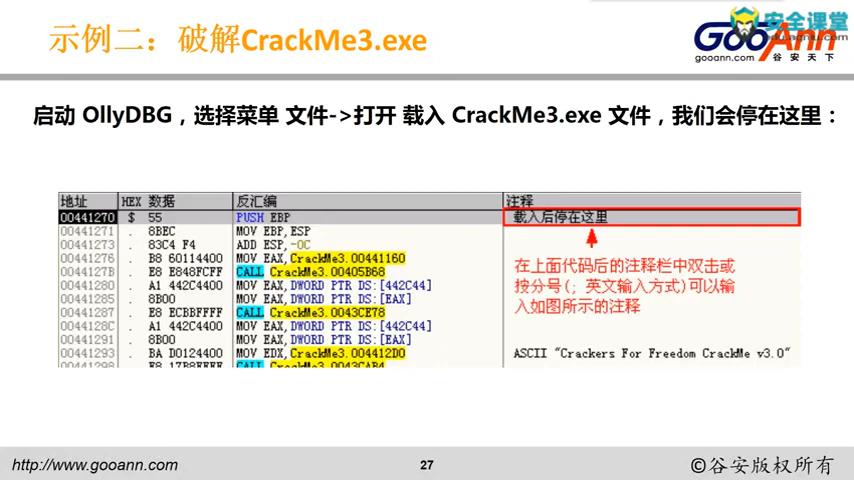 示例二：破解CrackMe3.exe
安全课堂
edu.gooann.com
GooAnn
gooann.com 谷安天下
启动 OllyDBG，选择菜单 文件->打开 载入 CrackMe3.exe 文件，我们会停在这里：
地址 HEX 数据 反汇编 注释
00441270 $ 55 PUSH EBP 载入后停在这里
00441271 . 8BEC MOV EBP,ESP
00441273 . 83C4 F4 ADD ESP,-0C
00441276 . B8 60114400 MOV EAX,CrackMe3.00441160
0044127B . E8 E848FCFF CALL CrackMe3.00405B68
00441280 . A1 442C4400 MOV EAX,DWORD PTR DS:[442C44]
00441285 . 8B00 MOV EAX,DWORD PTR DS:[EAX]
00441287 . E8 ECBBFFFF CALL CrackMe3.0043CE78
0044128C . A1 442C4400 MOV EAX,DWORD PTR DS:[442C44]
00441291 . 8B00 MOV EAX,DWORD PTR DS:[EAX]
00441293 . BA D0124400 MOV EDX,CrackMe3.004412D0 ASCII "Crackers For Freedom CrackMe v3.0"
00441298 . E8 17B8FFFF CALL CrackMe3.0043CAB4
在上面代码后的注释栏中双击或
按分号(; 英文输入方式)可以输
入如图所示的注释
http://www.gooann.com
27
©谷安版权所有